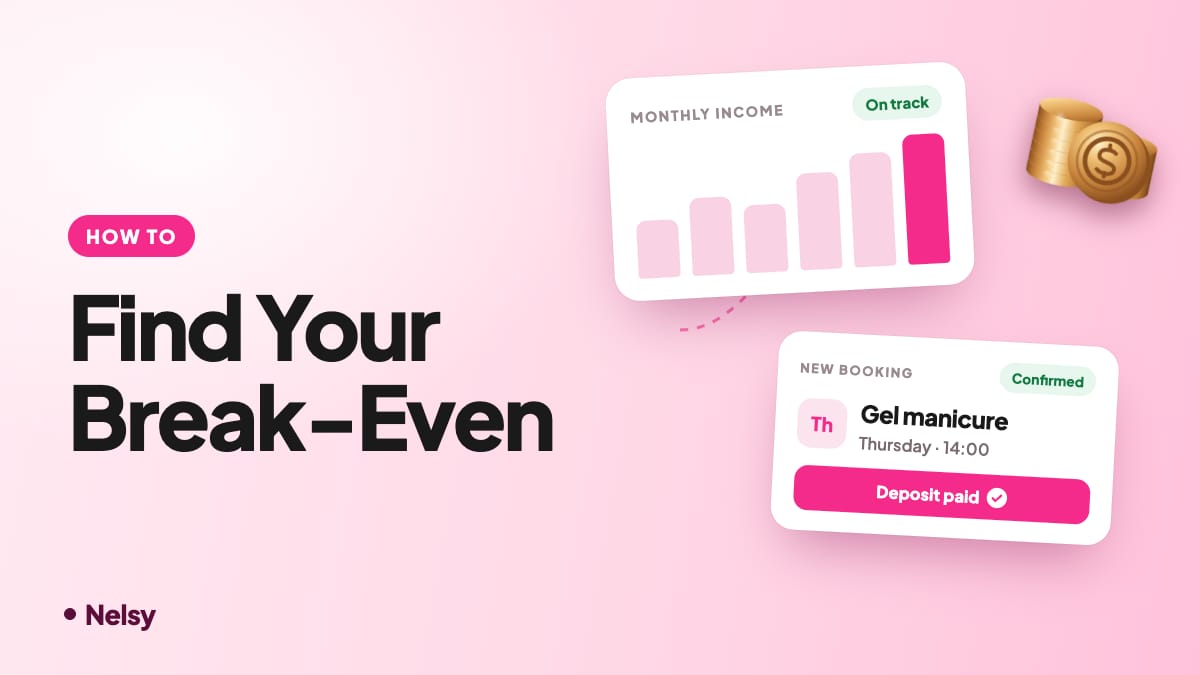 HOW TO
Find Your
Break-Even
Nelsy
MONTHLY INCOME
On track
$
NEW BOOKING
Confirmed
Th
Gel manicure
Thursday · 14:00
Deposit paid